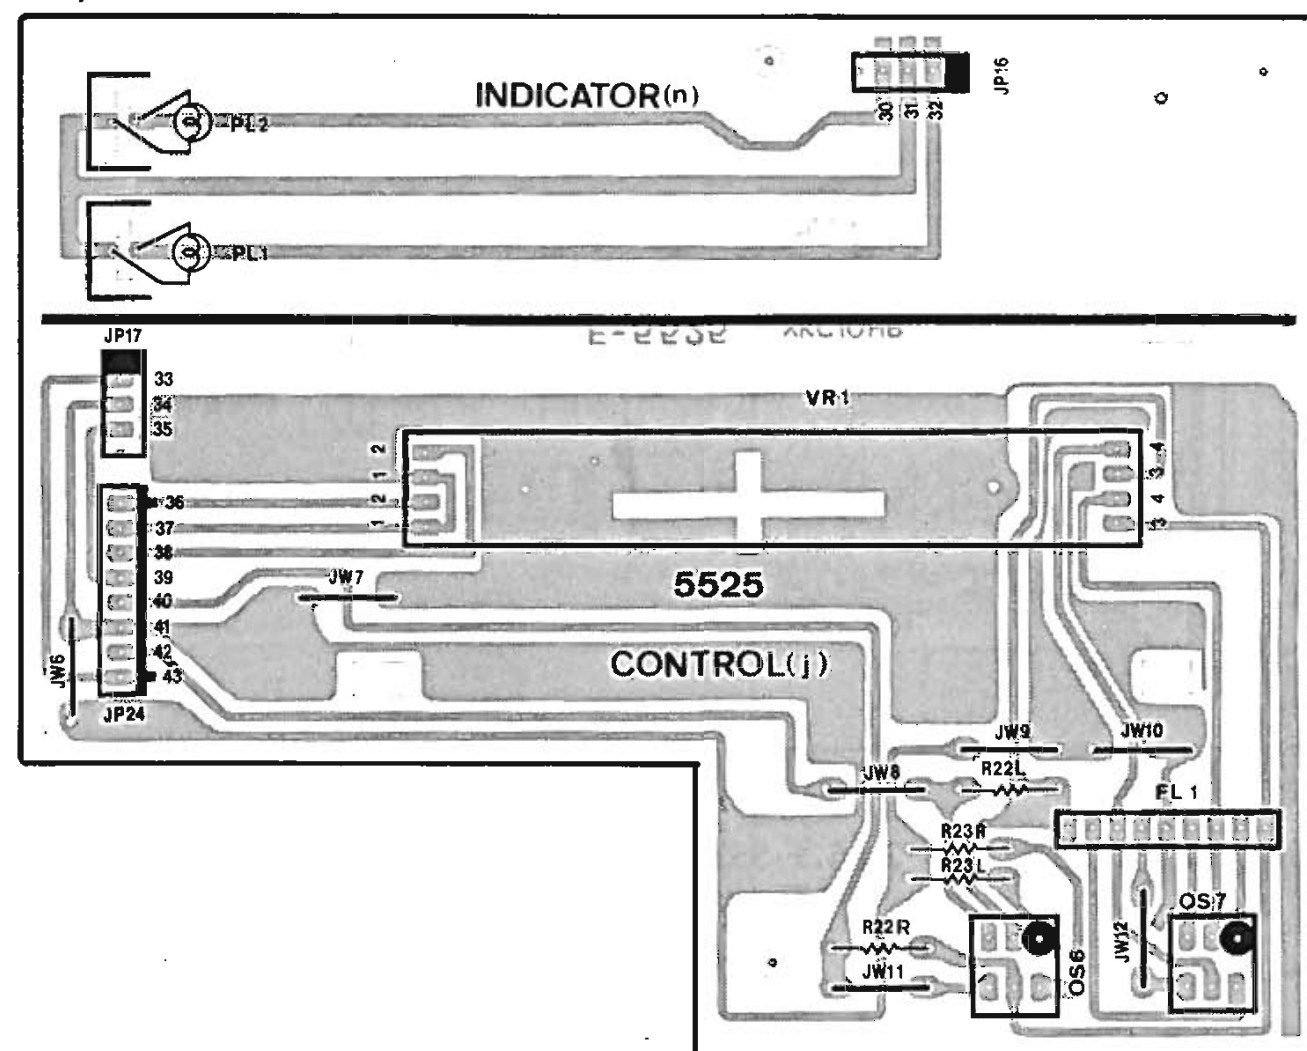 JP16
INDICATOR(n)
30
31
32
PL2
PL1
JP17
33
34
35
VR1
2
1
2
1
4
3
4
3
36
37
38
39
40
41
42
43
JW7
5525
JW6
CONTROL(j)
JP24
JW9
JW10
JW8
R22L
FL 1
R23R
R23L
OS7
R22R
JW11
OS6
JW12